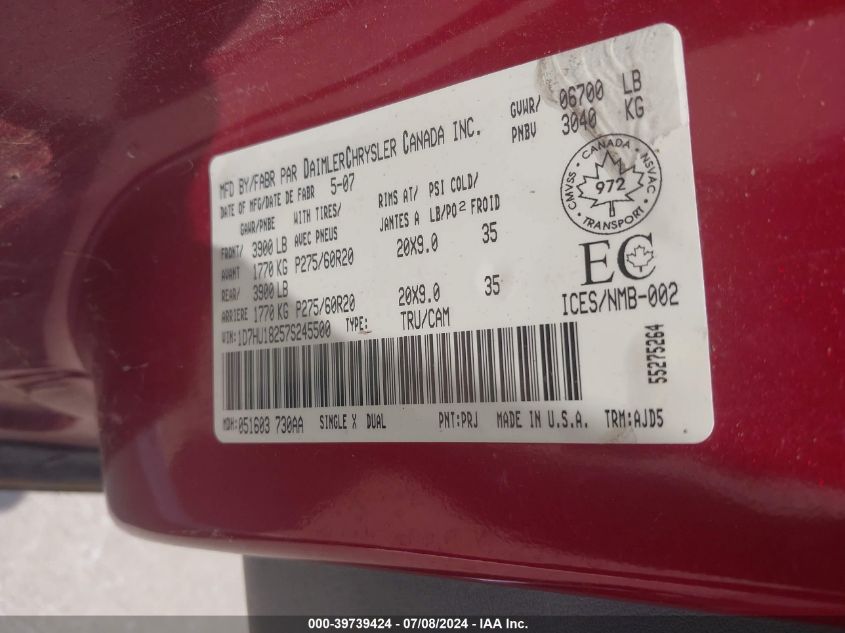 MFD BY/FABR PAR DAIMLERCHRYSLER CANADA INC.
DATE OF MFG/DATE DE FABR 5-07
GVWR/ PNBV 06700 LB 3040 KG
GAWR/PNBE WITH TIRES/ AVEC PNEUS RIMS AT/ JANTES A PSI COLD/ LB/PO2 FROID
FRONT/ AVANT 3900 LB 1770 KG P275/60R20 20X9.0 35
REAR/ ARRIERE 3900 LB 1770 KG P275/60R20 20X9.0 35
VIN:1D7HU18257S245500 TYPE: TRU/CAM
CANADA
CMVSS NSVAC
972
TRANSPORT
EC
ICES/NMB-002
55275264
MDH:051603 730AA SINGLE X DUAL PNT:PRJ MADE IN U.S.A. TRM:AJD5
000-39739424 / 07/08/2024 - IAA Inc.